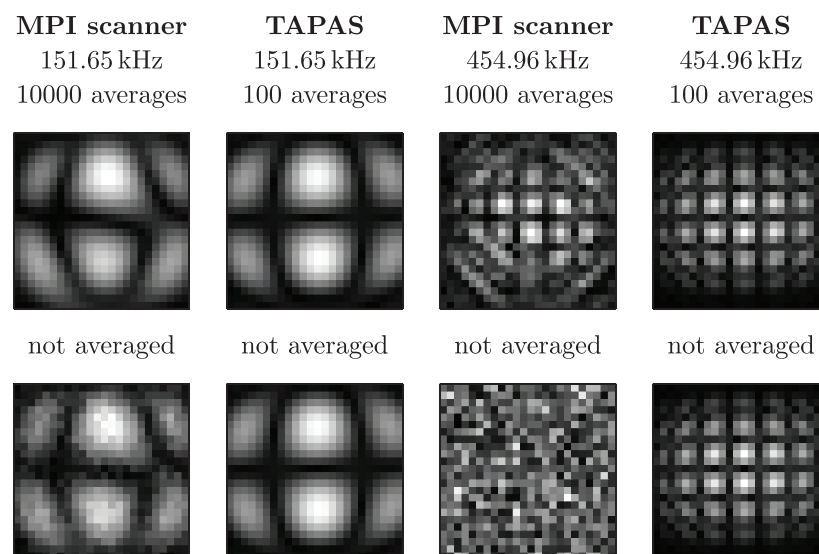 MPI scanner TAPAS MPI scanner TAPAS
151.65 kHz 151.65 kHz 454.96 kHz 454.96 kHz
10000 averages 100 averages 10000 averages 100 averages
not averaged not averaged not averaged not averaged